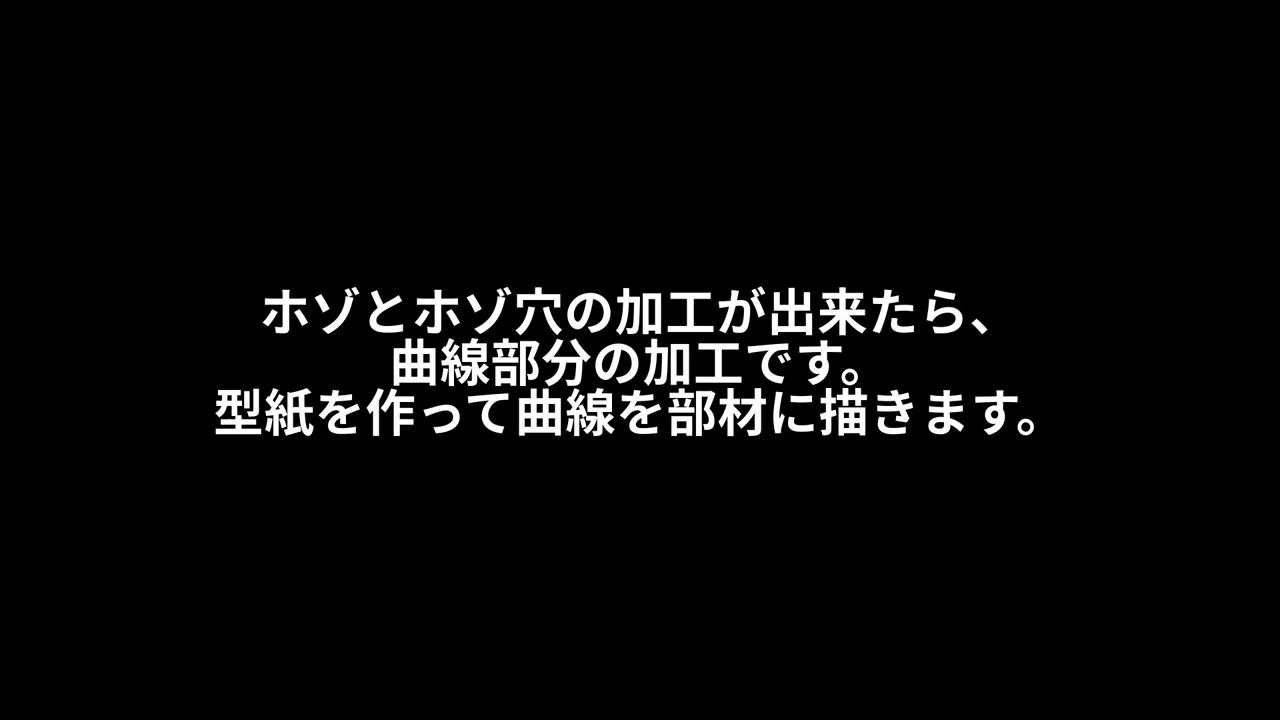 ホゾとホゾ穴の加工が出来たら、
曲線部分の加工です。
型紙を作って曲線を部材に描きます。